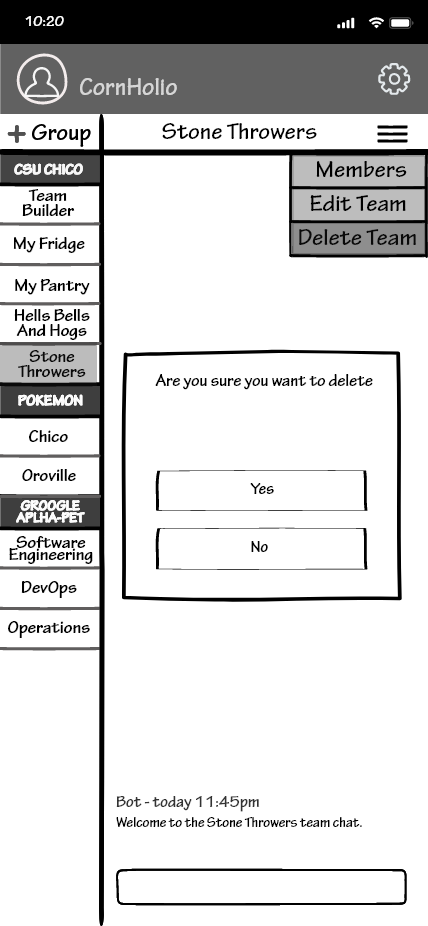 10:20
CornHolio
+ Group
Stone Throwers
CSU CHICO
Team
Builder
My Fridge
My Pantry
Hells Bells
And Hogs
Stone
Throwers
POKEMON
Chico
Oroville
GROOGLE
APLHA-PET
Software
Engineering
DevOps
Operations
Members
Edit Team
Delete Team
Are you sure you want to delete
Yes
No
Bot - today 11:45pm
Welcome to the Stone Throwers team chat.